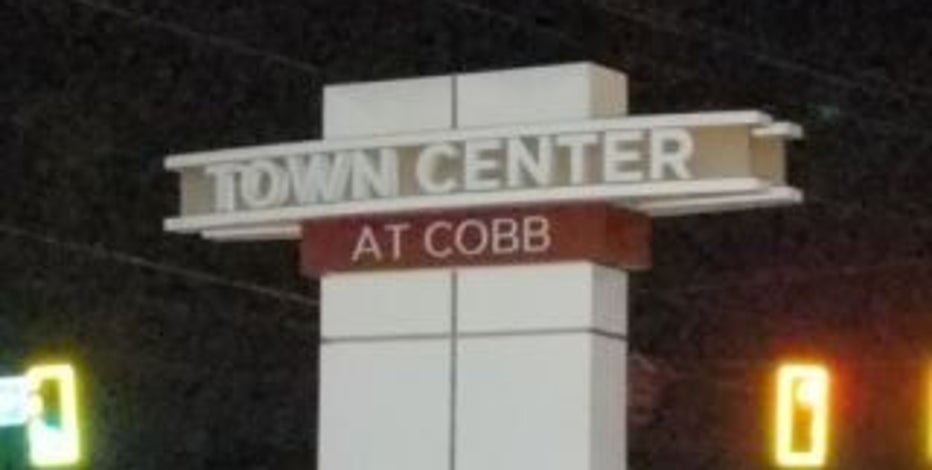 TOWN CENTER
AT COBB